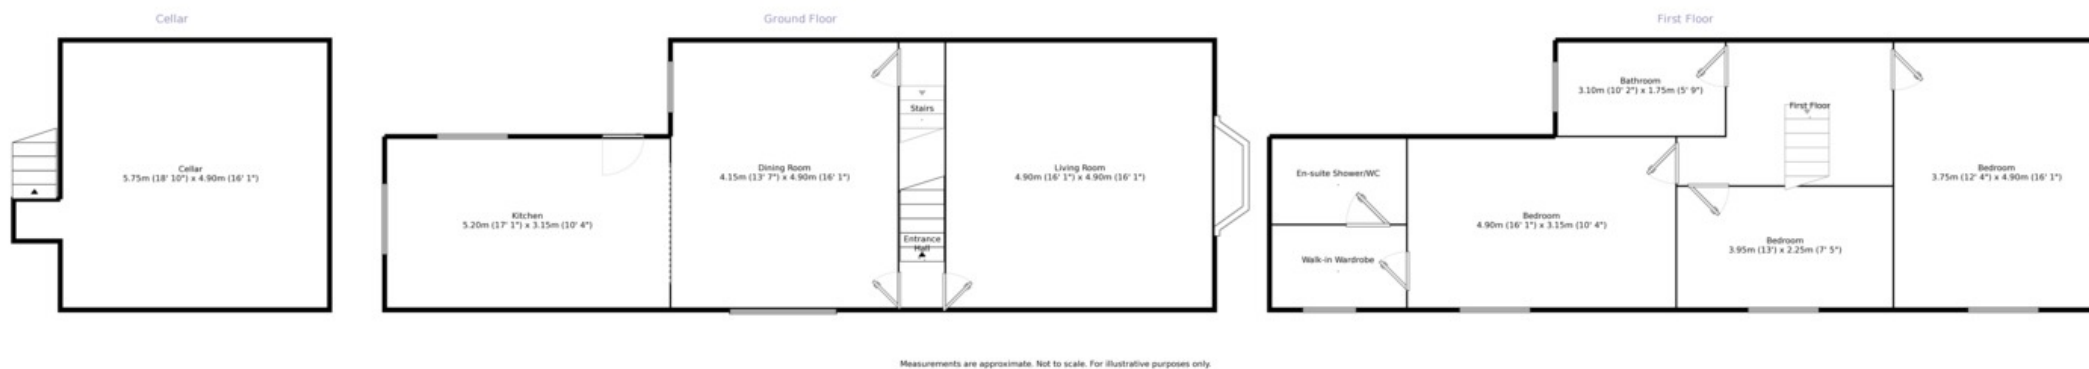 Cellar
Ground Floor
First Floor
Cellar
5.75m (18' 10") x 4.90m (16' 1")
Kitchen
5.20m (17' 1") x 3.15m (10' 4")
Dining Room
4.15m (13' 7") x 4.90m (16' 1")
Stairs
Entrance
Hall
Living Room
4.90m (16' 1") x 4.90m (16' 1")
Bathroom
3.10m (10' 2") x 1.75m (5' 9")
First Floor
En-suite Shower/WC
Walk-in Wardrobe
Bedroom
4.90m (16' 1") x 3.15m (10' 4")
Bedroom
3.95m (13') x 2.25m (7' 5")
Bedroom
3.75m (12' 4") x 4.90m (16' 1")
Measurements are approximate. Not to scale. For illustrative purposes only.